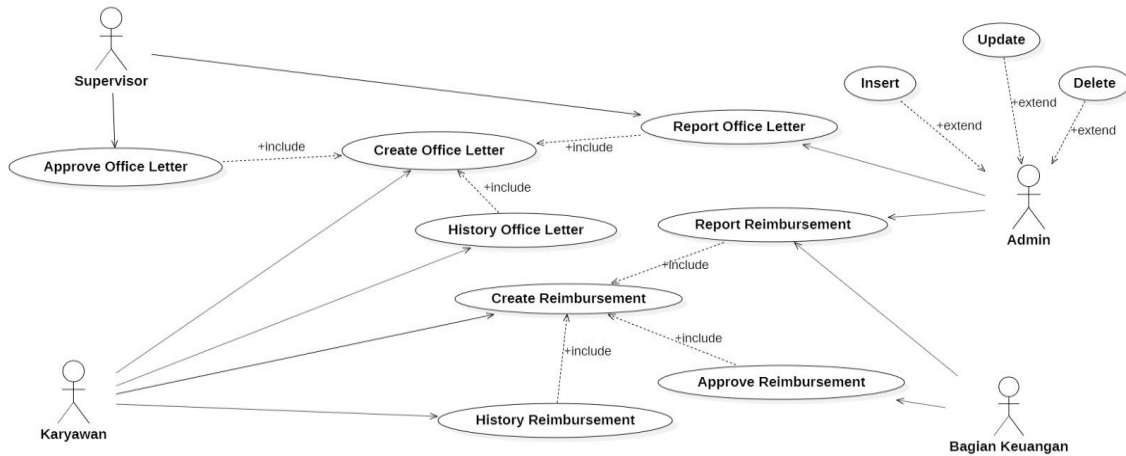 Supervisor
Update
Insert
Delete
+extend
+extend
+extend
Report Office Letter
Create Office Letter
Approve Office Letter
+include
+include
+include
History Office Letter
Report Reimbursement
Admin
+include
Create Reimbursement
+include
+include
Approve Reimbursement
History Reimbursement
Karyawan
Bagian Keuangan